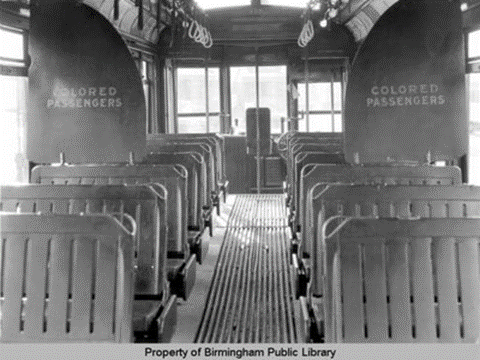 COLORED
PASSENGERS
COLORED
PASSENGERS
Property of Birmingham Public Library